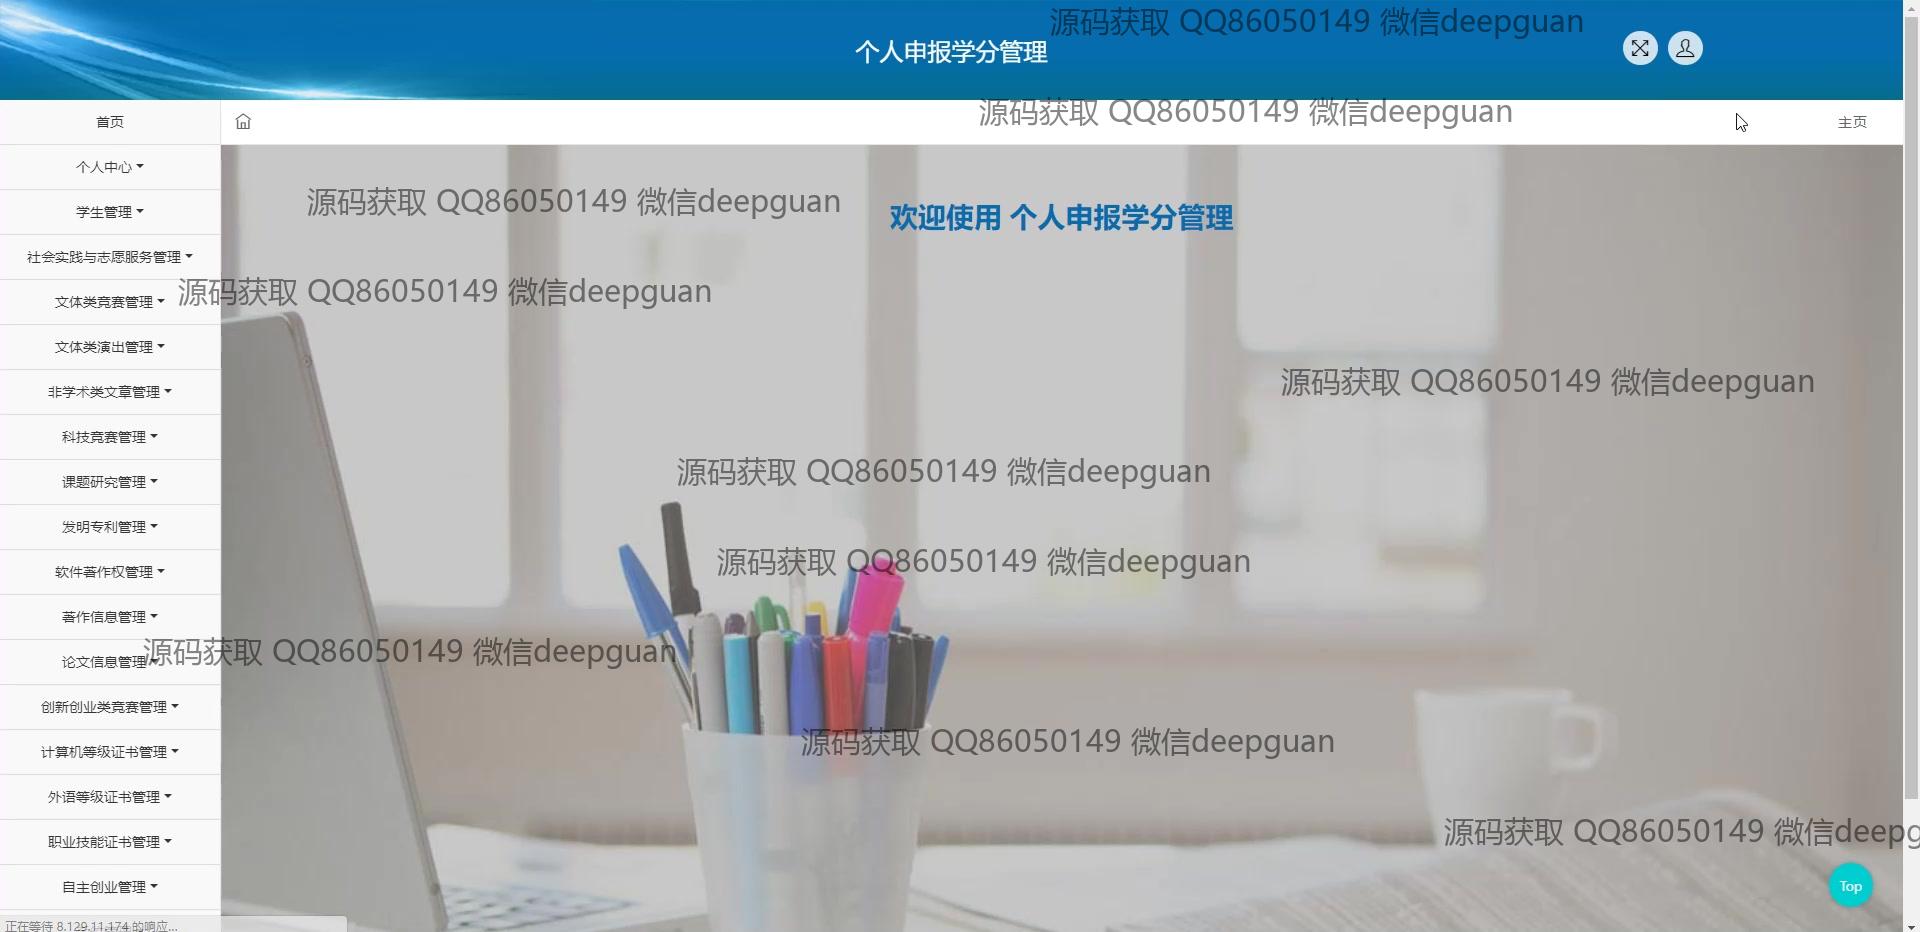 源码获取 QQ86050149 微信deepguan
个人申报学分管理
源码获取 QQ86050149 微信deepguan
首页
主页
个人中心
源码获取 QQ86050149 微信deepguan
学生管理
欢迎使用 个人申报学分管理
社会实践与志愿服务管理
源码获取 QQ86050149 微信deepguan
文体类竞赛管理
文体类演出管理
源码获取 QQ86050149 微信deepguan
非学术类文章管理
科技竞赛管理
源码获取 QQ86050149 微信deepguan
课题研究管理
发明专利管理
源码获取 QQ86050149 微信deepguan
软件著作权管理
著作信息管理
源码获取 QQ86050149 微信deepguan
论文信息管理
创新创业类竞赛管理
源码获取 QQ86050149 微信deepguan
计算机等级证书管理
外语等级证书管理
源码获取 QQ86050149 微信deepg
职业技能证书管理
自主创业管理
Top
正在等待 8.129.11.174 的响应...